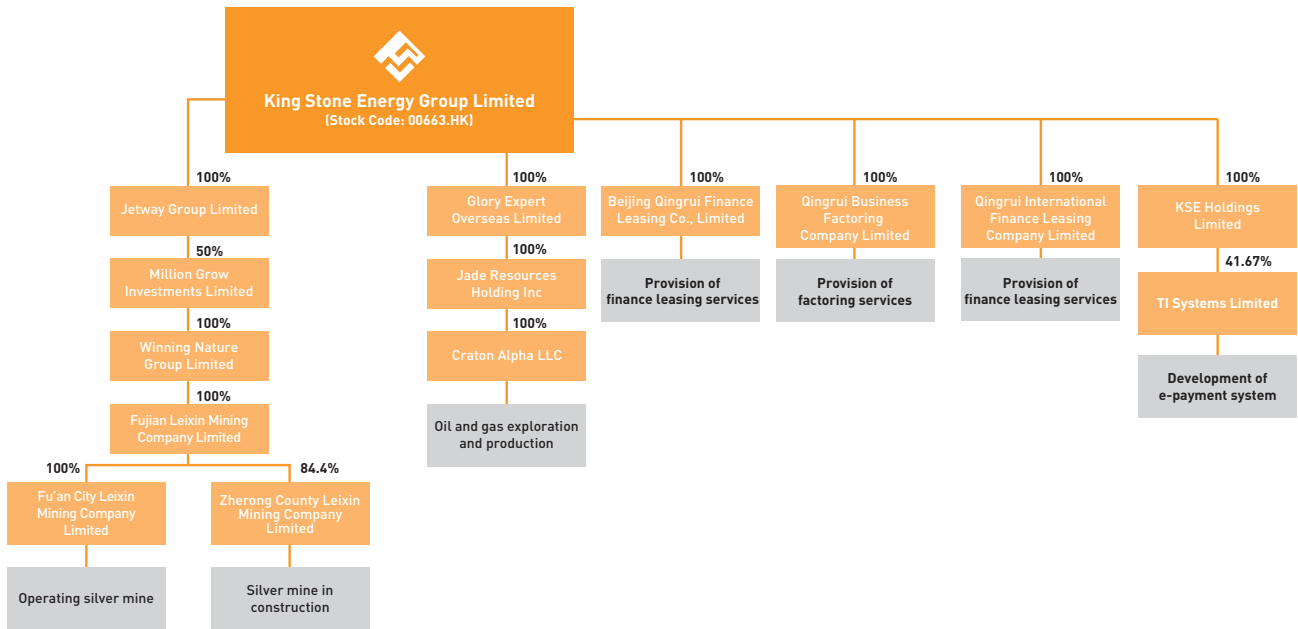 King Stone Energy Group Limited
(Stock Code: 00663.HK)
100%
Jetway Group Limited
50%
Million Grow
Investments Limited
100%
Winning Nature
Group Limited
100%
Fujian Leixin Mining
Company Limited
100%
Fu'an City Leixin
Mining Company
Limited
Operating silver mine
84.4%
Zherong County Leixin
Mining Company
Limited
Silver mine in
construction
100%
Glory Expert
Overseas Limited
100%
Jade Resources
Holding Inc
100%
Craton Alpha LLC
Oil and gas exploration
and production
100%
Beijing Qingrui Finance
Leasing Co., Limited
Provision of
finance leasing services
100%
Qingrui Business
Factoring
Company Limited
Provision of
factoring services
100%
Qingrui International
Finance Leasing
Company Limited
Provision of
finance leasing services
100%
KSE Holdings
Limited
41.67%
TI Systems Limited
Development of
e-payment system